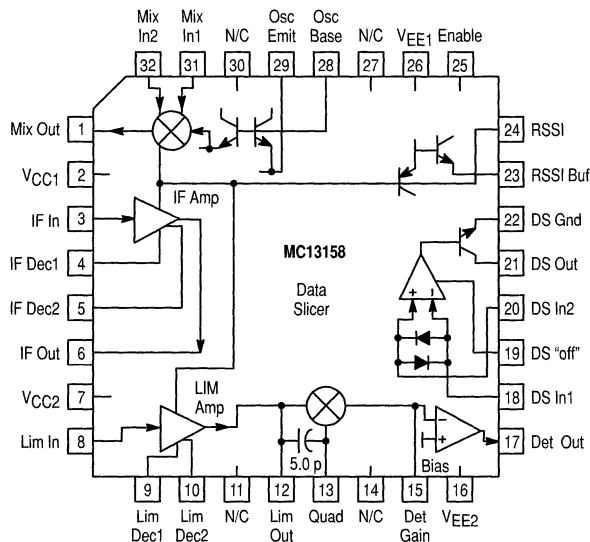 Mix In2
Mix In1
N/C
Osc Emit
Osc Base
N/C
VEE1
Enable
32
31
30
29
28
27
26
25
Mix Out 1
24 RSSI
VCC1 2
23 RSSI Buf
IF Amp
IF In 3
22 DS Gnd
MC13158
IF Dec1 4
21 DS Out
Data
Slicer
+ -
IF Dec2 5
20 DS In2
IF Out 6
19 DS "off"
LIM
Amp
VCC2 7
18 DS In1
Lim In 8
- +
17 Det Out
5.0 p
Bias
9
10
11
12
13
14
15
16
Lim Dec1
Lim Dec2
N/C
Lim Out
Quad
N/C
Det Gain
VEE2